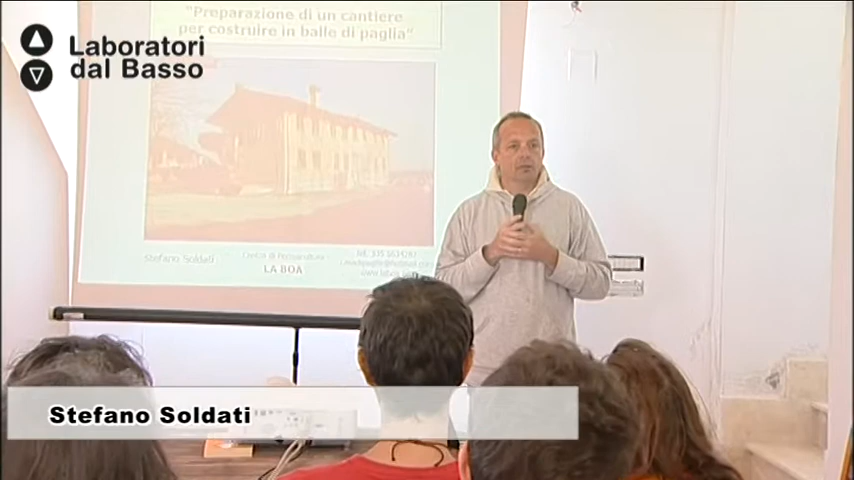 "Preparazione di un cantiere
per costruire in balle di paglia"
Laboratori
dal Basso
Stefano Soldati
LA BOA
Stefano Soldati